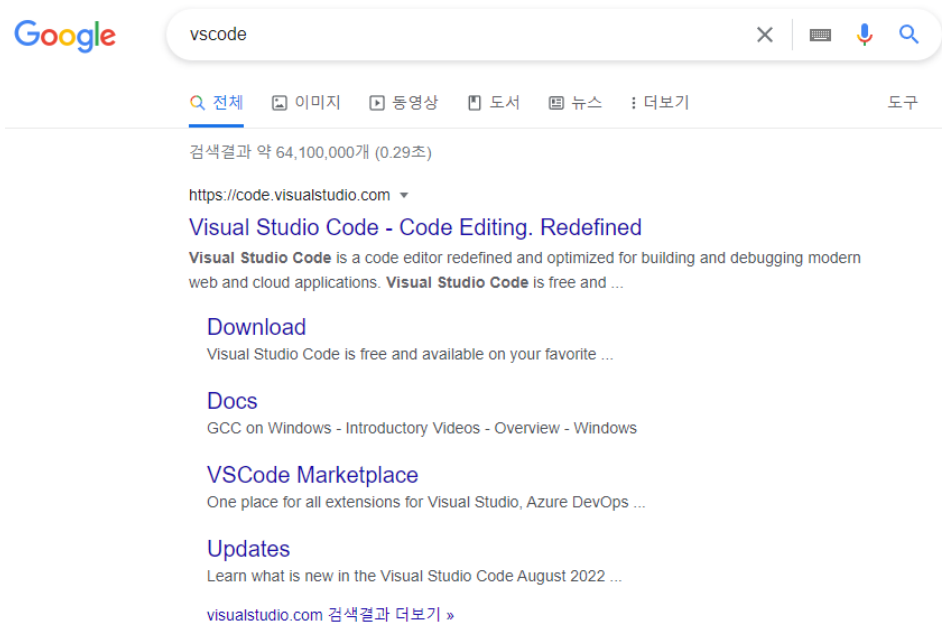 Google
vscode
전체 이미지 동영상 도서 뉴스 더보기 도구
검색결과 약 64,100,000개 (0.29초)
https://code.visualstudio.com
Visual Studio Code - Code Editing. Redefined
Visual Studio Code is a code editor redefined and optimized for building and debugging modern
web and cloud applications. Visual Studio Code is free and ...
Download
Visual Studio Code is free and available on your favorite ...
Docs
GCC on Windows - Introductory Videos - Overview - Windows
VSCode Marketplace
One place for all extensions for Visual Studio, Azure DevOps ...
Updates
Learn what is new in the Visual Studio Code August 2022 ...
visualstudio.com 검색결과 더보기 »